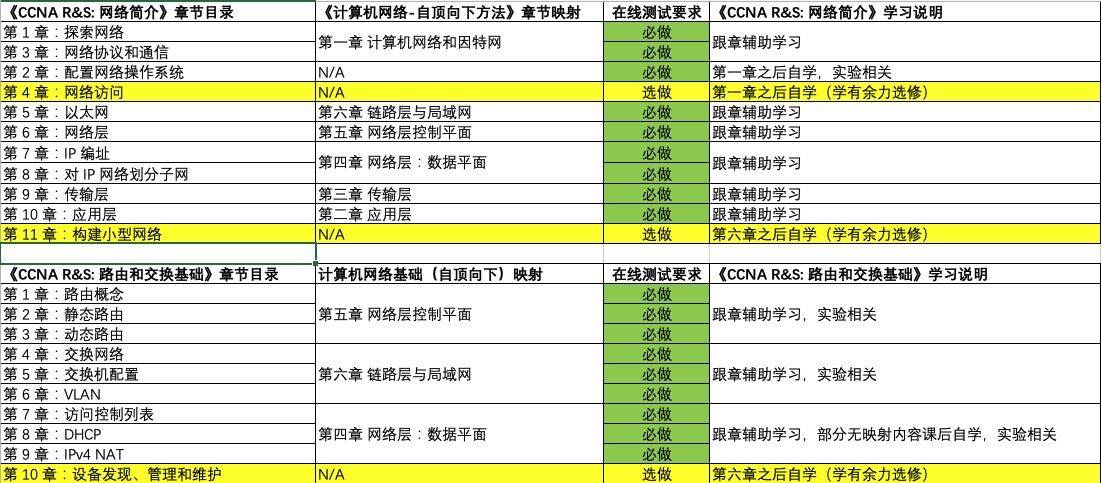 《CCNA R&S: 网络简介》章节目录 《计算机网络-自顶向下方法》章节映射 在线测试要求 《CCNA R&S: 网络简介》学习说明
第 1 章：探索网络 第一章 计算机网络和因特网 必做 跟章辅助学习
第 3 章：网络协议和通信 必做
第 2 章：配置网络操作系统 N/A 必做 第一章之后自学，实验相关
第 4 章：网络访问 N/A 选做 第一章之后自学（学有余力选修）
第 5 章：以太网 第六章 链路层与局域网 必做 跟章辅助学习
第 6 章：网络层 第五章 网络层控制平面 必做 跟章辅助学习
第 7 章：IP 编址 第四章 网络层：数据平面 必做 跟章辅助学习
第 8 章：对 IP 网络划分子网 必做
第 9 章：传输层 第三章 传输层 必做 跟章辅助学习
第 10 章：应用层 第二章 应用层 必做 跟章辅助学习
第 11 章：构建小型网络 N/A 选做 第六章之后自学（学有余力选修）
《CCNA R&S: 路由和交换基础》章节目录 计算机网络基础（自顶向下）映射 在线测试要求 《CCNA R&S: 路由和交换基础》学习说明
第 1 章：路由概念 必做
第 2 章：静态路由 第五章 网络层控制平面 必做 跟章辅助学习，实验相关
第 3 章：动态路由 必做
第 4 章：交换网络 必做
第 5 章：交换机配置 第六章 链路层与局域网 必做 跟章辅助学习，实验相关
第 6 章：VLAN 必做
第 7 章：访问控制列表 必做
第 8 章：DHCP 第四章 网络层：数据平面 必做 跟章辅助学习，部分无映射内容课后自学，实验相关
第 9 章：IPv4 NAT 必做
第 10 章：设备发现、管理和维护 N/A 选做 第六章之后自学（学有余力选修）